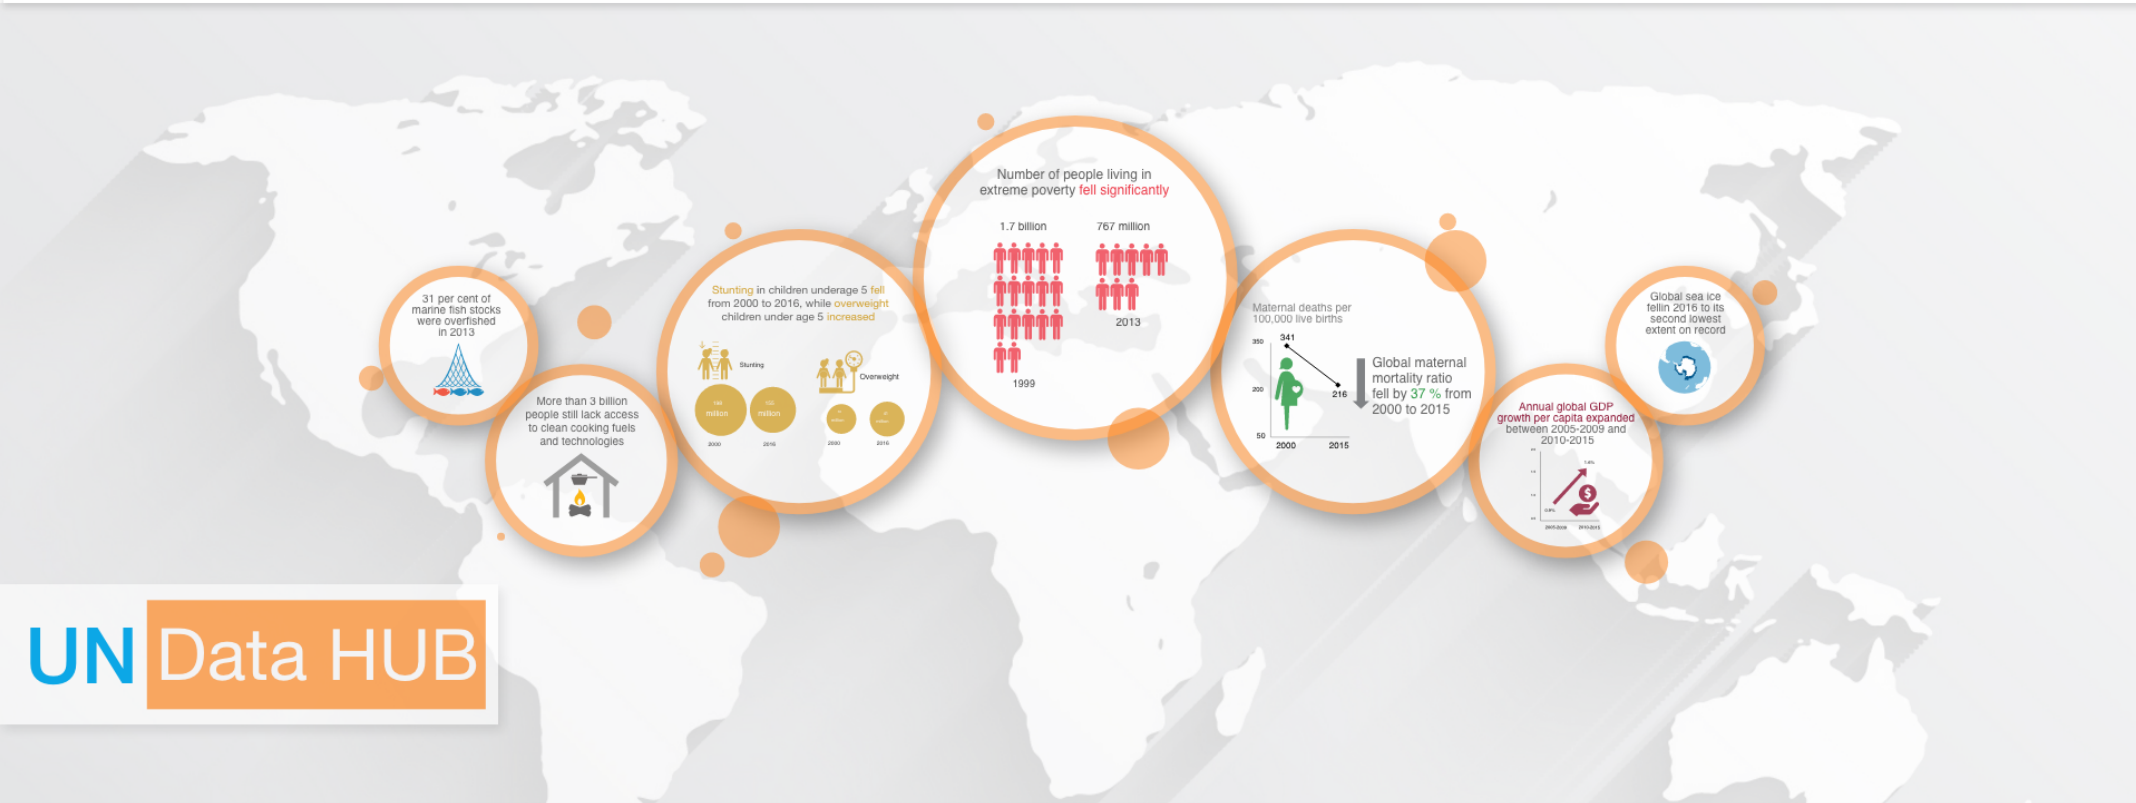 31 per cent of
marine fish stocks
were overfished
in 2013
More than 3 billion
people still lack access
to clean cooking fuels
and technologies
Stunting in children underage 5 fell
from 2000 to 2016, while overweight
children under age 5 increased
Stunting
Overweight
million
million
2000
2016
2000
2016
Number of people living in
extreme poverty fell significantly
1.7 billion
767 million
2013
1999
Maternal deaths per
100,000 live births
350
341
200
216
50
2000
2015
Global maternal
mortality ratio
fell by 37 % from
2000 to 2015
Annual global GDP
growth per capita expanded
between 2005-2009 and
2010-2015
2005-2009
2010-2015
Global sea ice
fellin 2016 to its
second lowest
extent on record
UN Data HUB